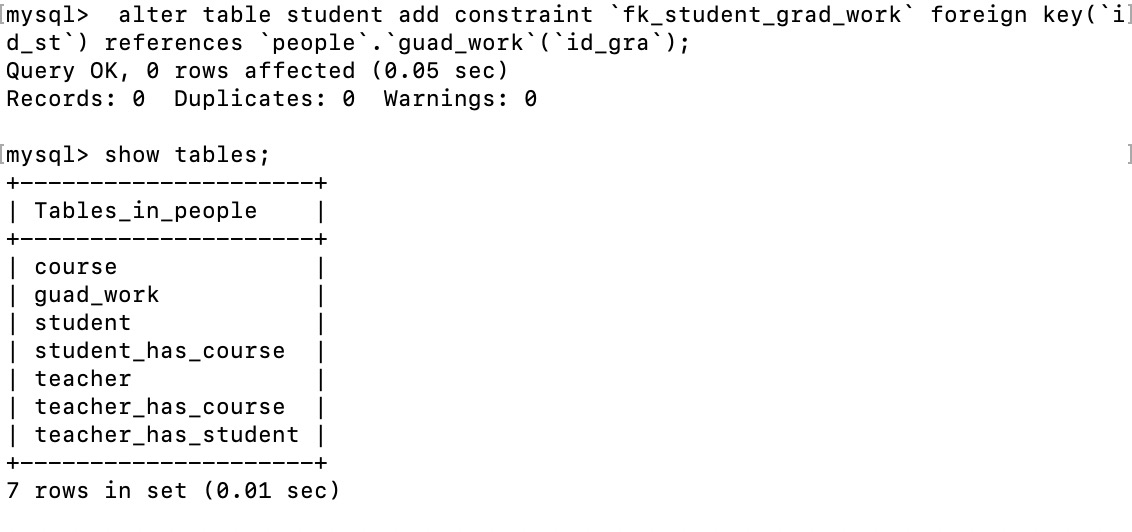 [mysql>  alter table student add constraint `fk_student_grad_work` foreign key(`i]
d_st`) references `people`.`guad_work`(`id_gra`);
Query OK, 0 rows affected (0.05 sec)
Records: 0  Duplicates: 0  Warnings: 0
[mysql> show tables; ]
+---------------------+
| Tables_in_people    |
+---------------------+
| course              |
| guad_work           |
| student             |
| student_has_course  |
| teacher             |
| teacher_has_course  |
| teacher_has_student |
+---------------------+
7 rows in set (0.01 sec)